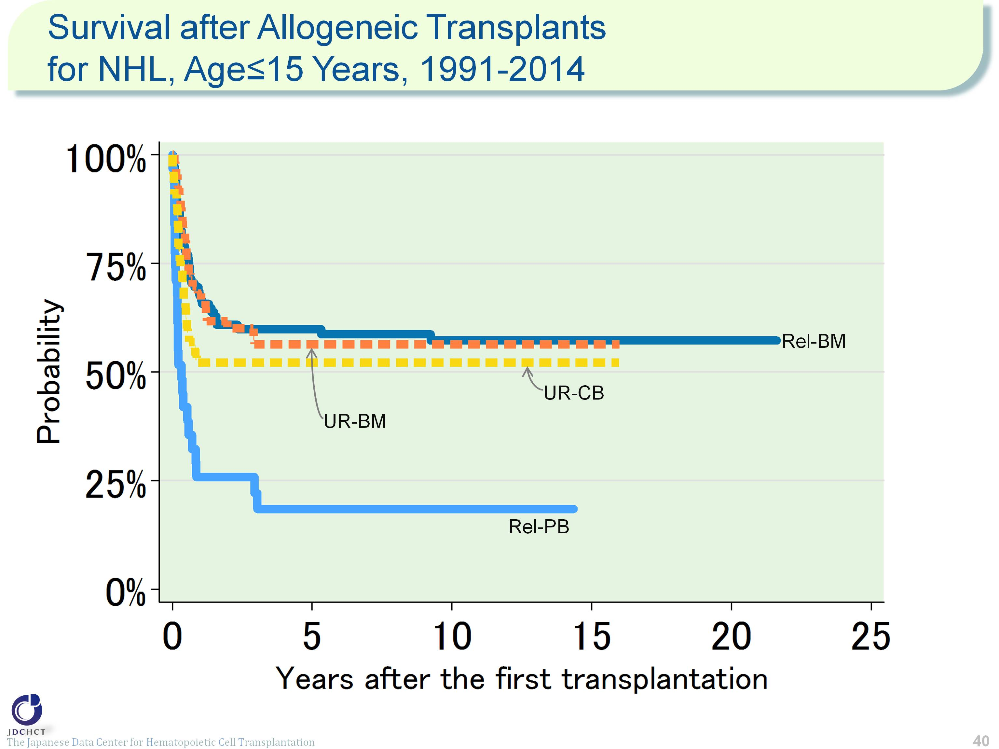 Survival after Allogeneic Transplants
for NHL, Age≤15 Years, 1991-2014
100%
75%
50%
25%
0%
Probability
Rel-BM
UR-CB
UR-BM
Rel-PB
0 5 10 15 20 25
Years after the first transplantation
JDCHCT
The Japanese Data Center for Hematopoietic Cell Transplantation
40